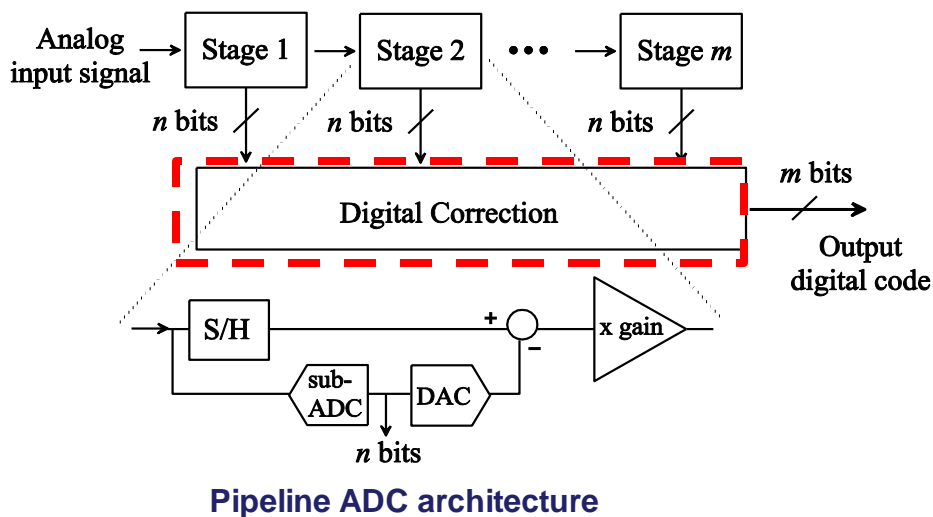 Analog
input signal
Stage 1
Stage 2
•••
Stage m
n bits
n bits
n bits
Digital Correction
m bits
Output
digital code
S/H
+
−
x gain
sub-
ADC
DAC
n bits
Pipeline ADC architecture